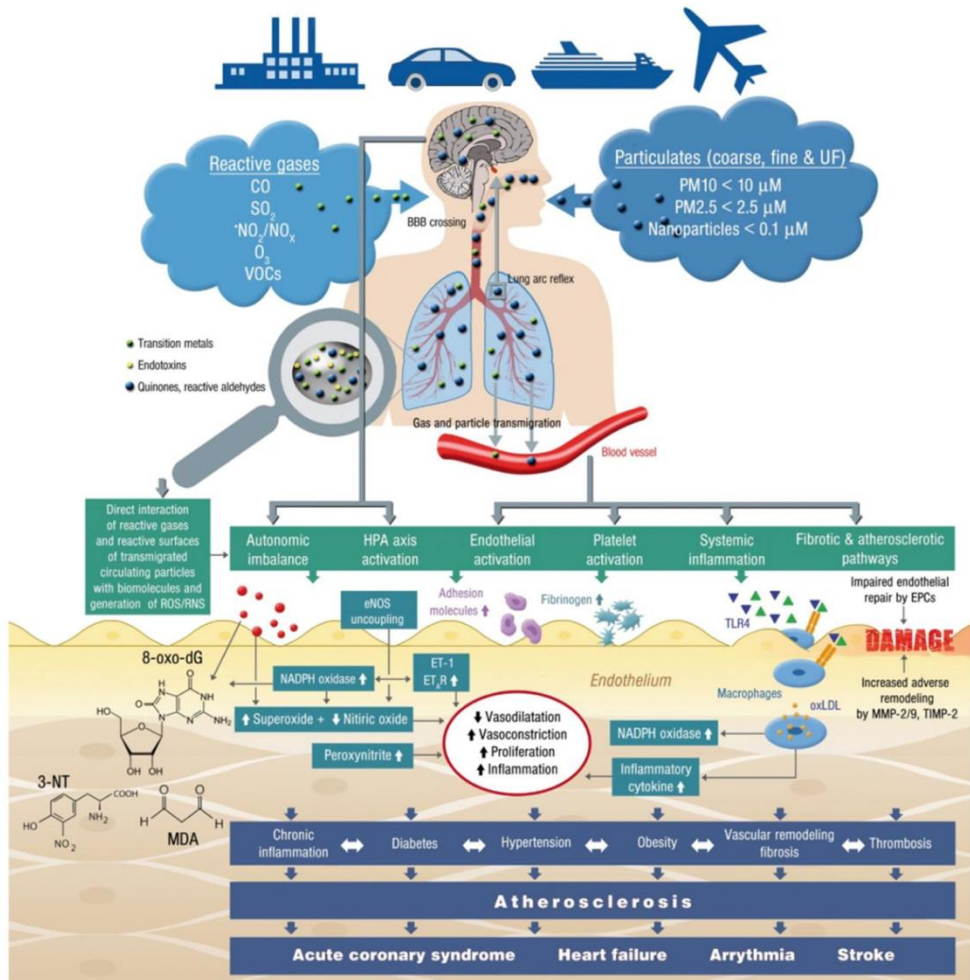 Reactive gases
CO
SO2
•NO2/NOx
O3
VOCs
Particulates (coarse, fine & UF)
PM10 < 10 μM
PM2.5 < 2.5 μM
Nanoparticles < 0.1 μM
BBB crossing
Lung arc reflex
Transition metals
Endotoxins
Quinones, reactive aldehydes
Gas and particle transmigration
Blood vessel
Direct interaction
of reactive gases
and reactive surfaces
of transmigrated
circulating particles
with biomolecules and
generation of ROS/RNS
Autonomic
imbalance
HPA axis
activation
Endothelial
activation
Platelet
activation
Systemic
inflammation
Fibrotic & atherosclerotic
pathways
eNOS
uncoupling
Adhesion
molecules ↑
Fibrinogen ↑
TLR4
Impaired endothelial
repair by EPCs
DAMAGE
Increased adverse
remodeling
by MMP-2/9, TIMP-2
8-oxo-dG
O
N
NH
O
N
H
N
NH2
HO
O
OH
OH
NADPH oxidase ↑
ET-1
ETAR ↑
Endothelium
Macrophages
oxLDL
↑ Superoxide + ↓ Nitiric oxide
Peroxynitrite ↑
↓ Vasodilatation
↑ Vasoconstriction
↑ Proliferation
↑ Inflammation
NADPH oxidase ↑
Inflammatory
cytokine ↑
3-NT
COOH
NH2
HO
NO2
O
O
H
H
MDA
Chronic
inflammation
Diabetes
Hypertension
Obesity
Vascular remodeling
fibrosis
Thrombosis
Atherosclerosis
Acute coronary syndrome
Heart failure
Arrythmia
Stroke